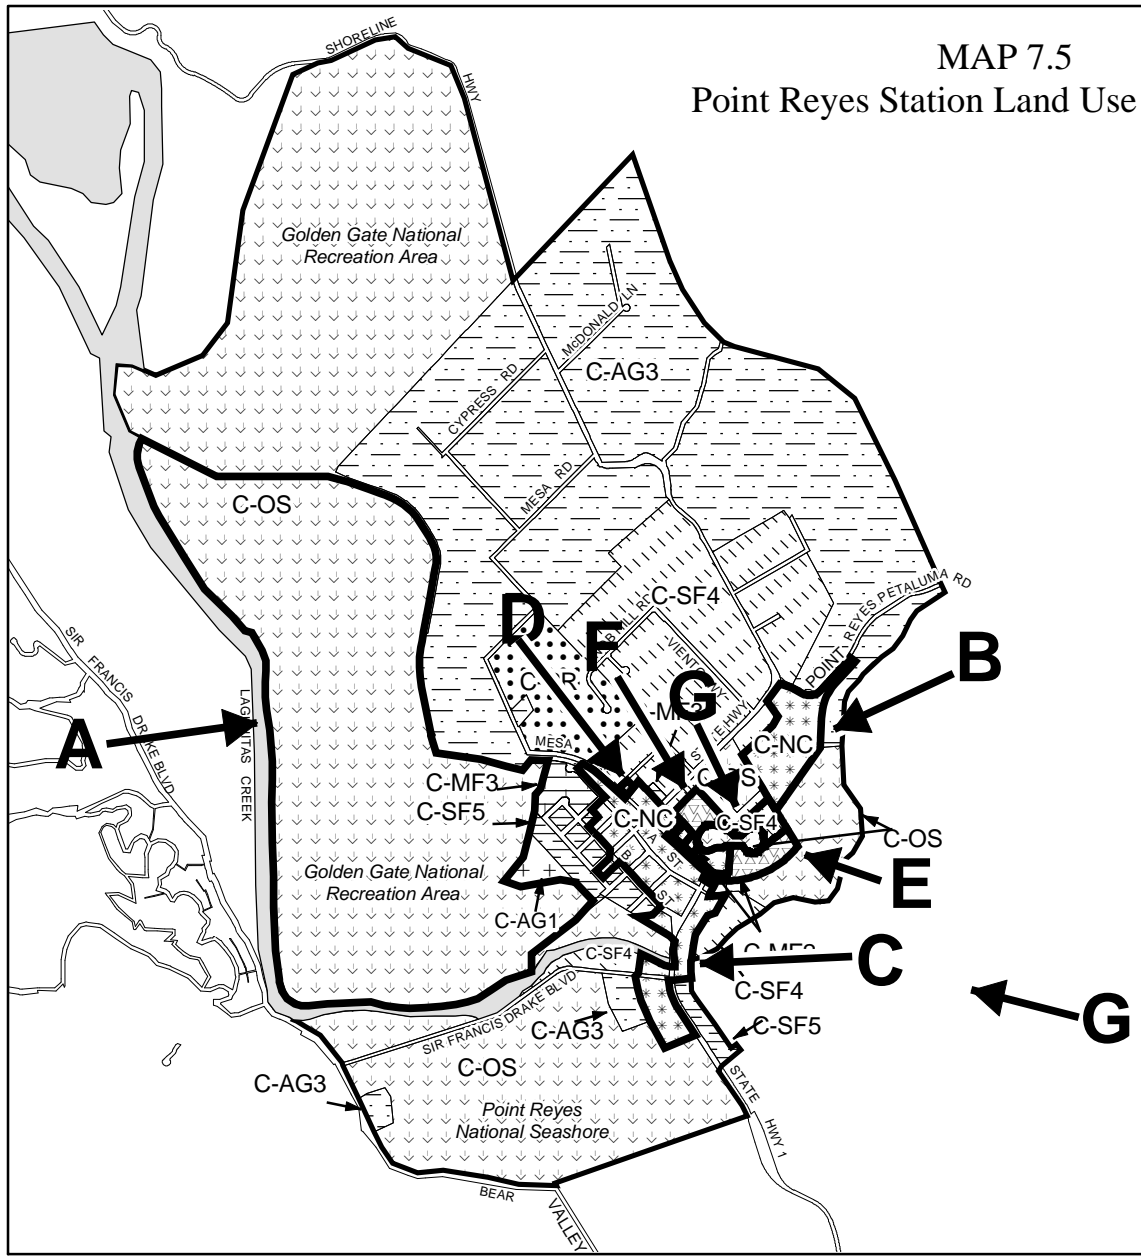 MAP 7.5
Point Reyes Station Land Use
SHORELINE
HWY
Golden Gate National
Recreation Area
McDONALD LN
C-AG3
CYPRESS RD
MESA RD
C-OS
C-SF4
POINT REYES PETALUMA RD
D
F
B
G
SIR FRANCIS DRAKE BLVD
LAGUNITAS CREEK
A
MESA
C-NC
C-MF3
C-SF5
C-NC
C-SF4
C-OS
A ST
B ST
E
Golden Gate National
Recreation Area
C-AG1
C-SF4
C
C-SF4
C-SF5
G
SIR FRANCIS DRAKE BLVD
C-AG3
C-OS
C-AG3
Point Reyes
National Seashore
STATE HWY 1
BEAR
VALLEY